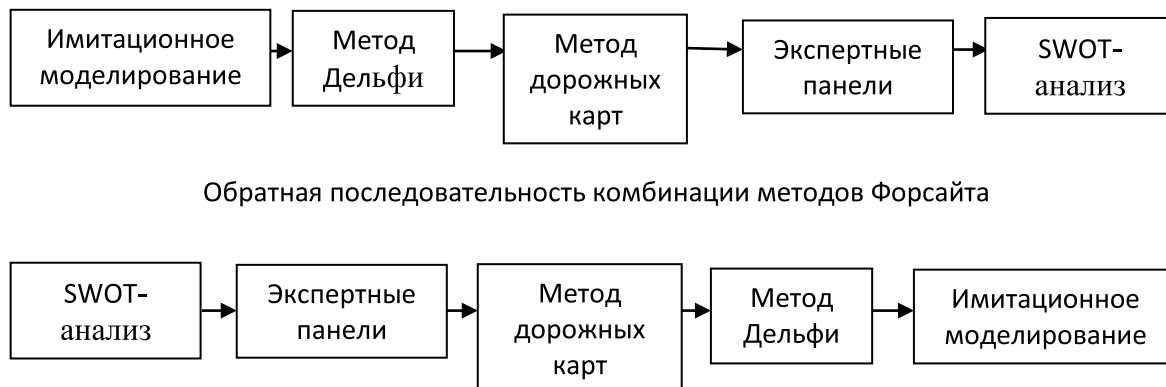 Имитационное
моделирование
Метод
Дельфи
Метод
дорожных
карт
Экспертные
панели
SWOT-
анализ
Обратная последовательность комбинации методов Форсайта
SWOT-
анализ
Экспертные
панели
Метод
дорожных
карт
Метод
Дельфи
Имитационное
моделирование